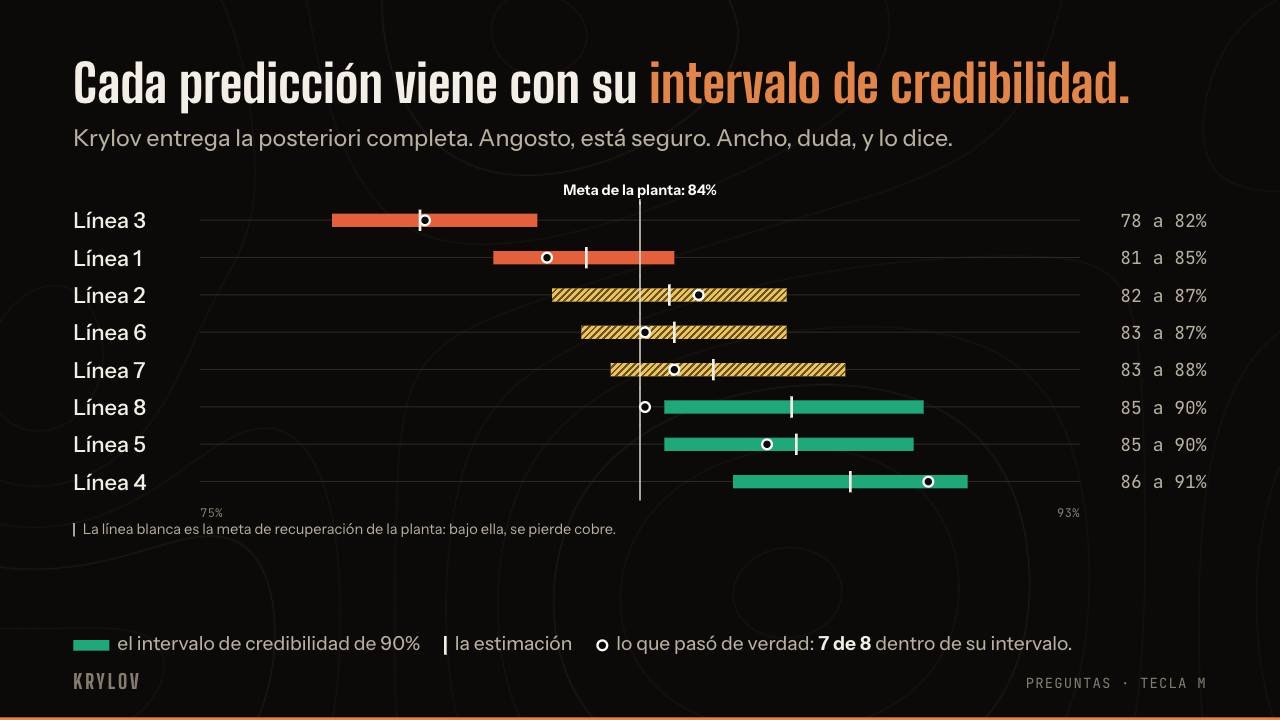 Cada predicción viene con su intervalo de credibilidad.
Krylov entrega la posteriori completa. Angosto, está seguro. Ancho, duda, y lo dice.
Meta de la planta: 84%
Línea 3 78 a 82%
Línea 1 81 a 85%
Línea 2 82 a 87%
Línea 6 83 a 87%
Línea 7 83 a 88%
Línea 8 85 a 90%
Línea 5 85 a 90%
Línea 4 86 a 91%
75% 93%
La línea blanca es la meta de recuperación de la planta: bajo ella, se pierde cobre.
el intervalo de credibilidad de 90% la estimación lo que pasó de verdad: 7 de 8 dentro de su intervalo.
KRYLOV PREGUNTAS · TECLA M